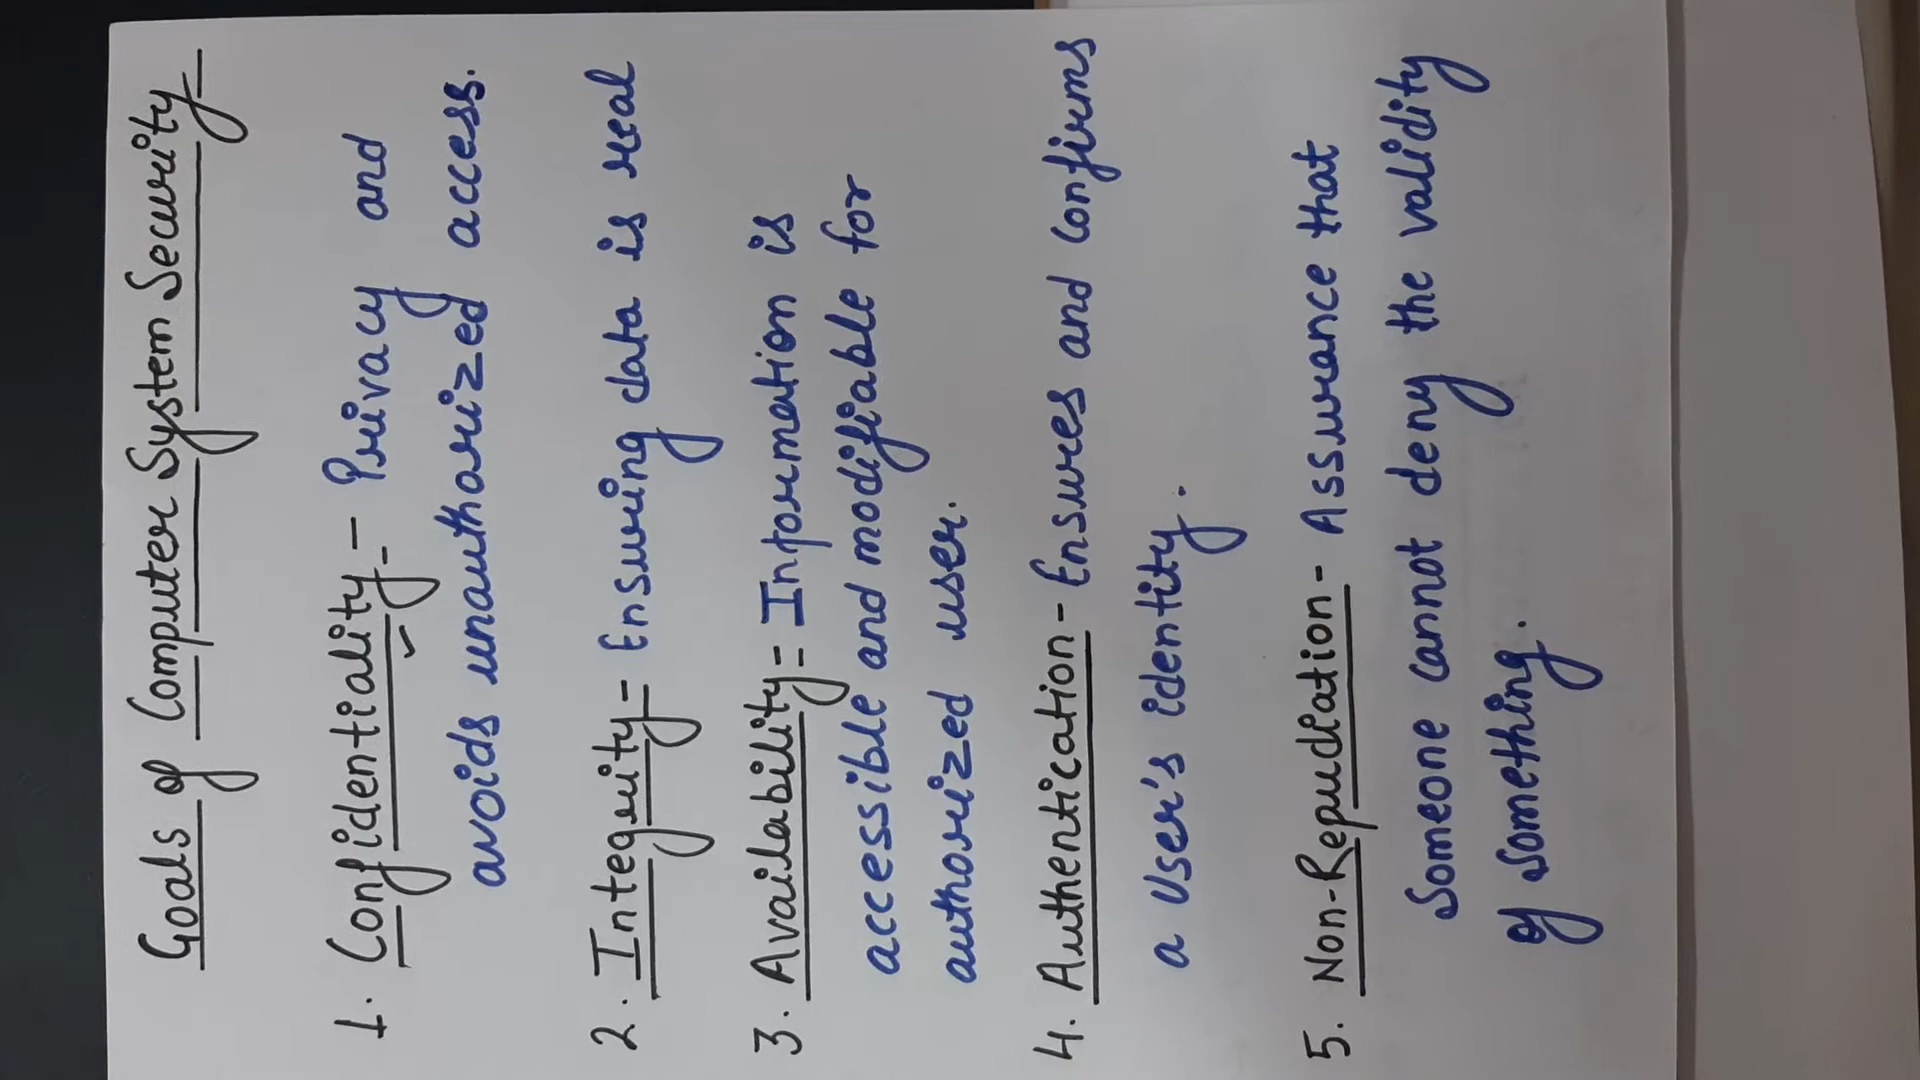 Goals of Computer System Security
1. Confidentiality - Privacy and
avoids unauthorized access.
2. Integrity = Ensuring data is real
3. Availability = Information is
accessible and modifiable for
authorized user.
4. Authentication - Ensures and confirms
a User's identity.
5. Non-Repudiation - Assurance that
Someone cannot deny the validity
of something.